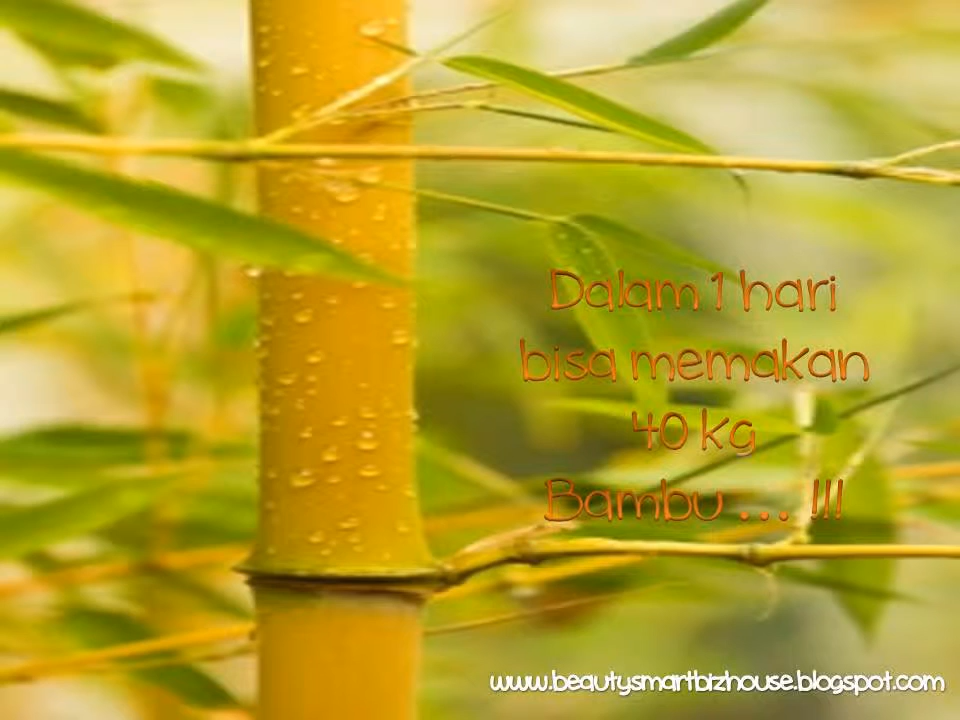 Dalam 1 hari
bisa memakan
40 kg
Bambu ... !!!
www.beautysmartbizhouse.blogspot.com